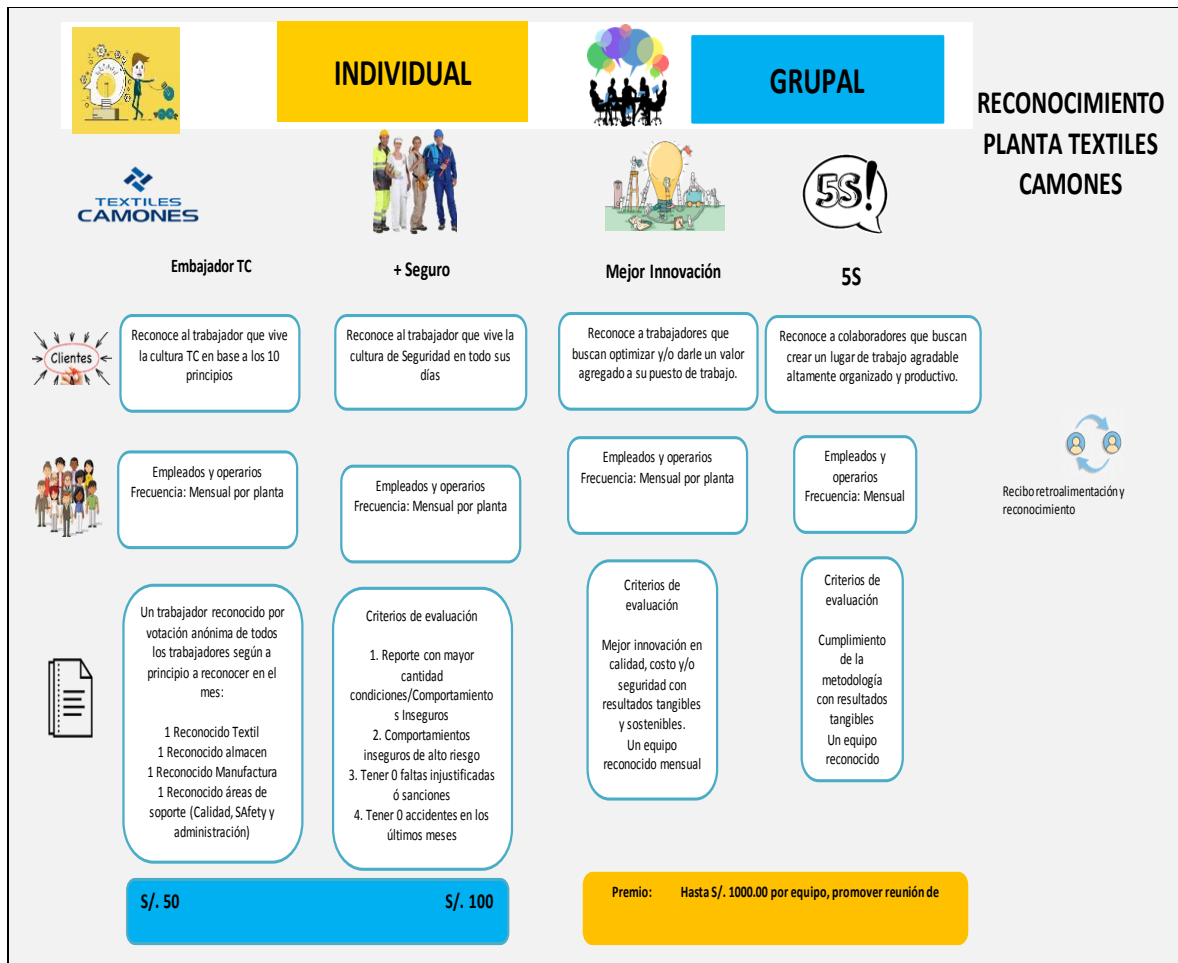 INDIVIDUAL
GRUPAL
RECONOCIMIENTO
PLANTA TEXTILES
CAMONES
TEXTILES
CAMONES
5S!
Embajador TC
+ Seguro
Mejor Innovación
5S
Clientes
Reconoce al trabajador que vive
la cultura TC en base a los 10
principios
Reconoce al trabajador que vive la
cultura de Seguridad en todo sus
días
Reconoce a trabajadores que
buscan optimizar y/o darle un valor
agregado a su puesto de trabajo.
Reconoce a colaboradores que buscan
crear un lugar de trabajo agradable
altamente organizado y productivo.
Empleados y operarios
Frecuencia: Mensual por planta
Empleados y operarios
Frecuencia: Mensual por planta
Empleados y operarios
Frecuencia: Mensual por planta
Empleados y
operarios
Frecuencia: Mensual
Recibo retroalimentación y
reconocimiento
Un trabajador reconocido por
votación anónima de todos
los trabajadores según a
principio a reconocer en el
mes:
1 Reconocido Textil
1 Reconocido almacen
1 Reconocido Manufactura
1 Reconocido áreas de
soporte (Calidad, SAfety y
administración)
Criterios de evaluación
1. Reporte con mayor
cantidad
condiciones/Comportamiento
s Inseguros
2. Comportamientos
inseguros de alto riesgo
3. Tener 0 faltas injustificadas
ó sanciones
4. Tener 0 accidentes en los
últimos meses
Criterios de
evaluación
Mejor innovación en
calidad, costo y/o
seguridad con
resultados tangibles
y sostenibles.
Un equipo
reconocido mensual
Criterios de
evaluación
Cumplimiento
de la
metodología
con resultados
tangibles
Un equipo
reconocido
S/. 50
S/. 100
Premio: Hasta S/. 1000.00 por equipo, promover reunión de